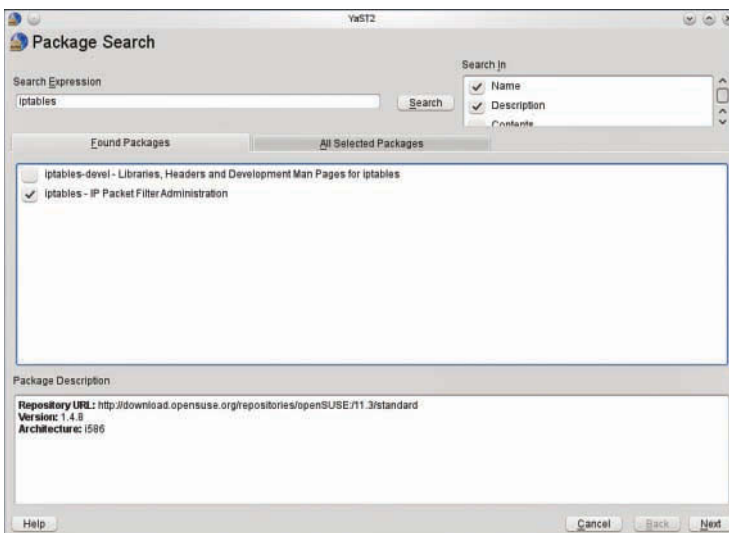 YaST2
Package Search
Search In
Search Expression
Name
iptables
Search
Description
Contents
Found Packages
All Selected Packages
iptables-devel - Libraries, Headers and Development Man Pages for iptables
iptables - IP Packet Filter Administration
Package Description
Repository URL: http://download.opensuse.org/repositories/openSUSE:/11.3/standard
Version: 1.4.8
Architecture: i586
Help
Cancel
Back
Next